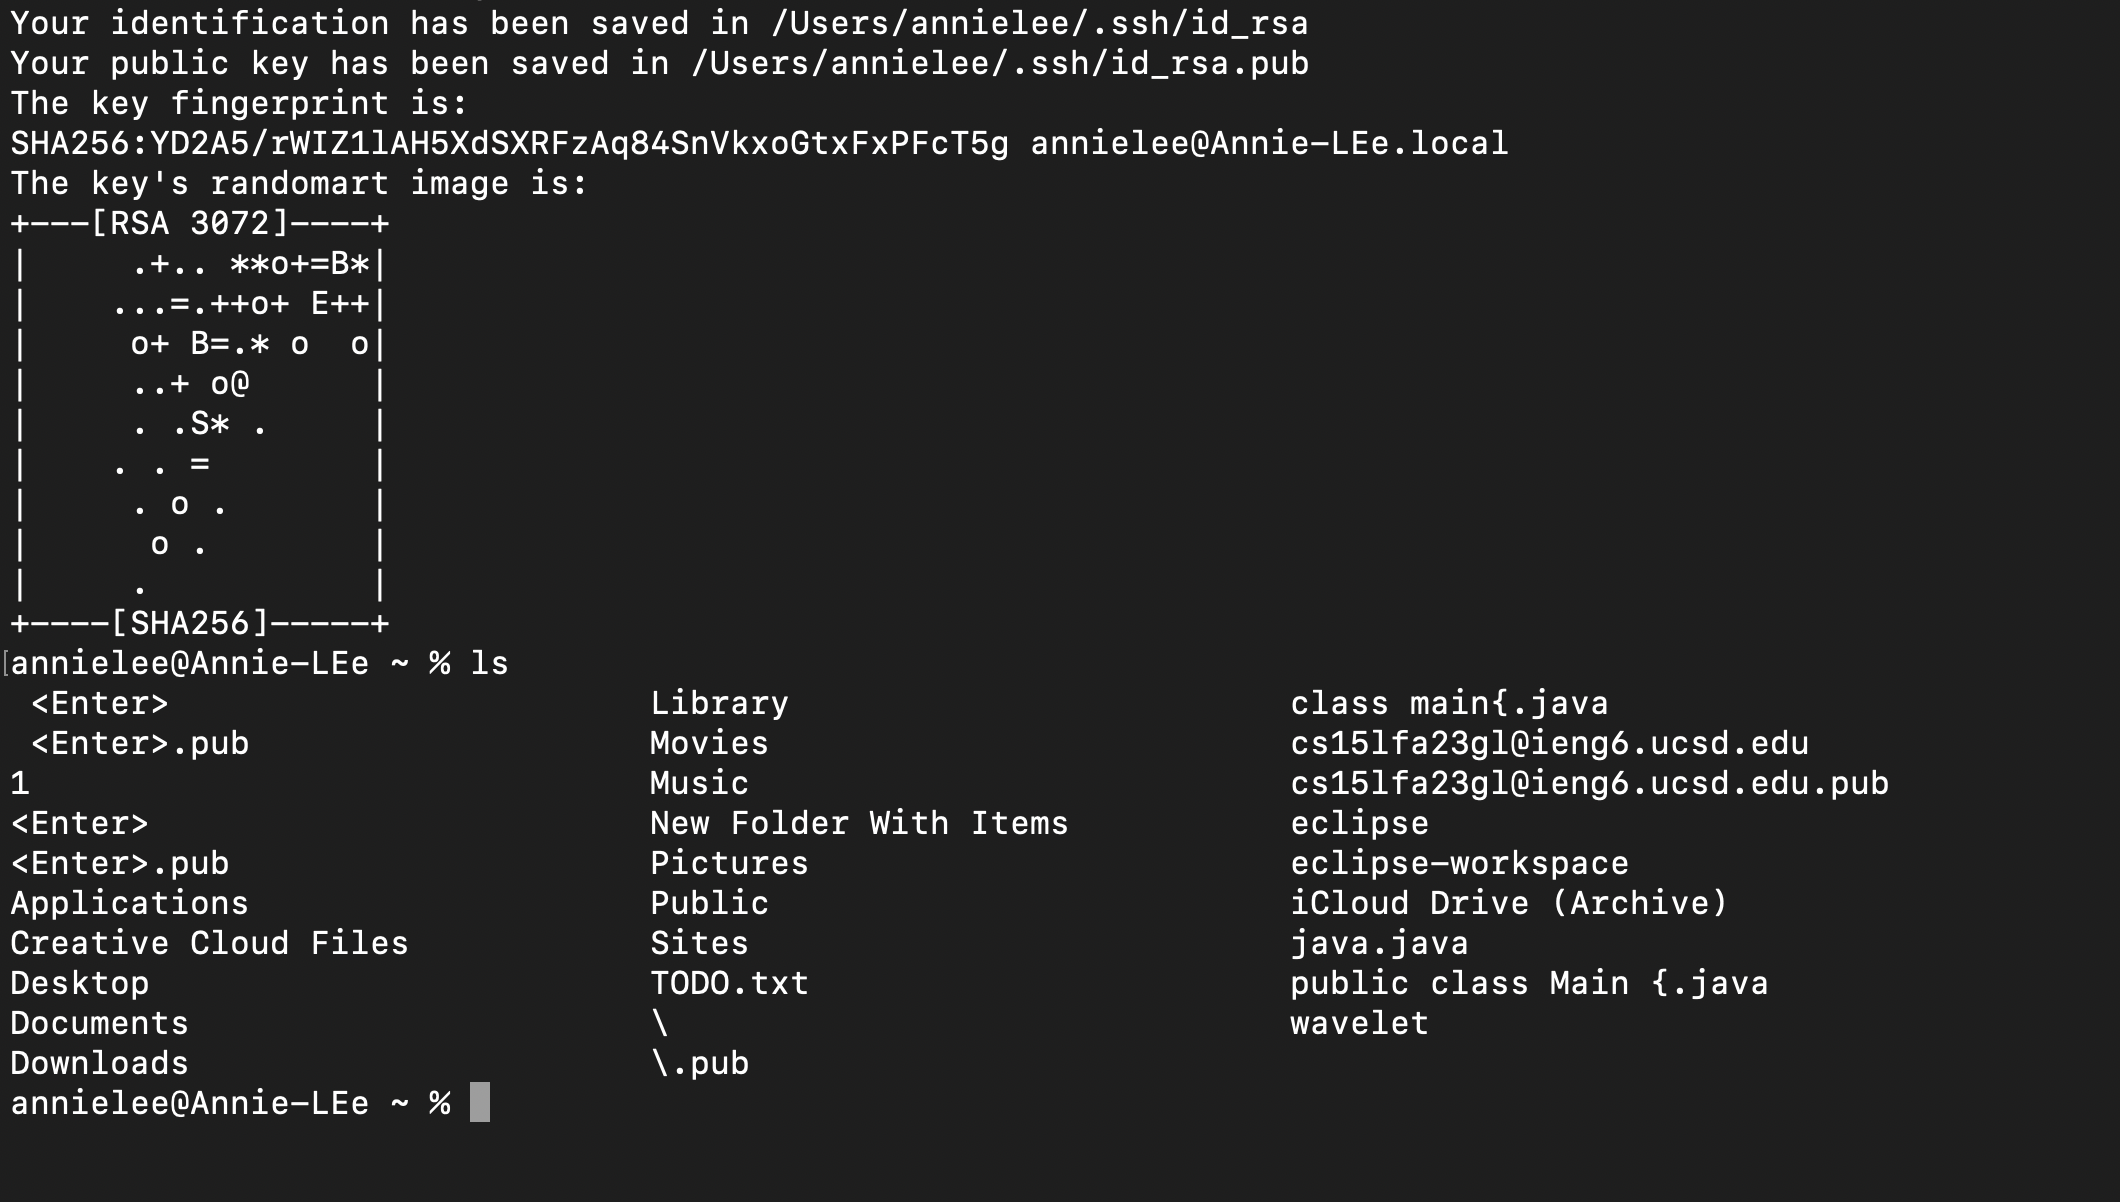 Your identification has been saved in /Users/annielee/.ssh/id_rsa
Your public key has been saved in /Users/annielee/.ssh/id_rsa.pub
The key fingerprint is:
SHA256:YD2A5/rWIZ1lAH5XdSXRFzAq84SnVkxoGtxFxPFcT5g annielee@Annie-LEe.local
The key's randomart image is:
+---[RSA 3072]----+
|     .+.. **o+=B*|
|    ...=.++o+ E++|
|     o+ B=.* o  o|
|     ..+ o@      |
|     . .S* .     |
|    . . =        |
|     . o .       |
|      o .        |
|     .           |
+----[SHA256]-----+
[annielee@Annie-LEe ~ % ls
 <Enter>                        Library                         class main{.java
 <Enter>.pub                    Movies                          cs15lfa23gl@ieng6.ucsd.edu
1                               Music                           cs15lfa23gl@ieng6.ucsd.edu.pub
<Enter>                         New Folder With Items           eclipse
<Enter>.pub                     Pictures                        eclipse-workspace
Applications                    Public                          iCloud Drive (Archive)
Creative Cloud Files            Sites                           java.java
Desktop                         TODO.txt                        public class Main {.java
Documents                       \                               wavelet
Downloads                       \.pub
annielee@Annie-LEe ~ %